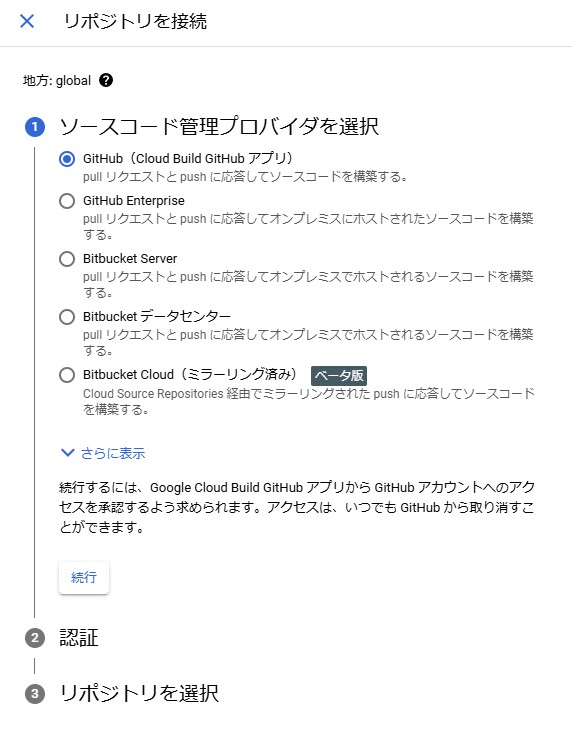 リポジトリを接続
地方: global
1 ソースコード管理プロバイダを選択
GitHub（Cloud Build GitHub アプリ）
pull リクエストと push に応答してソースコードを構築する。
GitHub Enterprise
pull リクエストと push に応答してオンプレミスにホストされたソースコードを構築
する。
Bitbucket Server
pull リクエストと push に応答してオンプレミスでホストされるソースコードを構築
する。
Bitbucket データセンター
pull リクエストと push に応答してオンプレミスでホストされるソースコードを構築
する。
Bitbucket Cloud（ミラーリング済み） ベータ版
Cloud Source Repositories 経由でミラーリングされた push に応答してソースコード
を構築する。
さらに表示
続行するには、Google Cloud Build GitHub アプリから GitHub アカウントへのアク
セスを承認するよう求められます。アクセスは、いつでも GitHub から取り消すこ
とができます。
続行
2 認証
3 リポジトリを選択